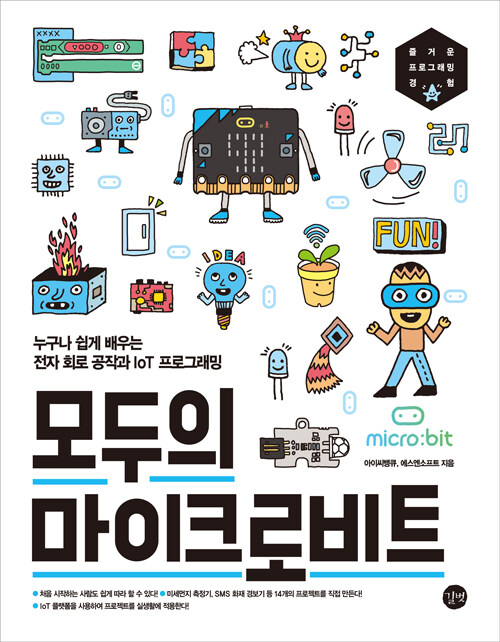 즐거운
프로그래밍
경험
IDEA
FUN!
누구나 쉽게 배우는
전자 회로 공작과 IoT 프로그래밍
모두의
마이크로비트
micro:bit
아이씨뱅큐, 에스엔소프트 지음
● 처음 시작하는 사람도 쉽게 따라 할 수 있다! ● 미세먼지 측정기, SMS 화재 경보기 등 14개의 프로젝트를 직접 만든다!
● IoT 플랫폼을 사용하여 프로젝트를 실생활에 적용한다!
길벗